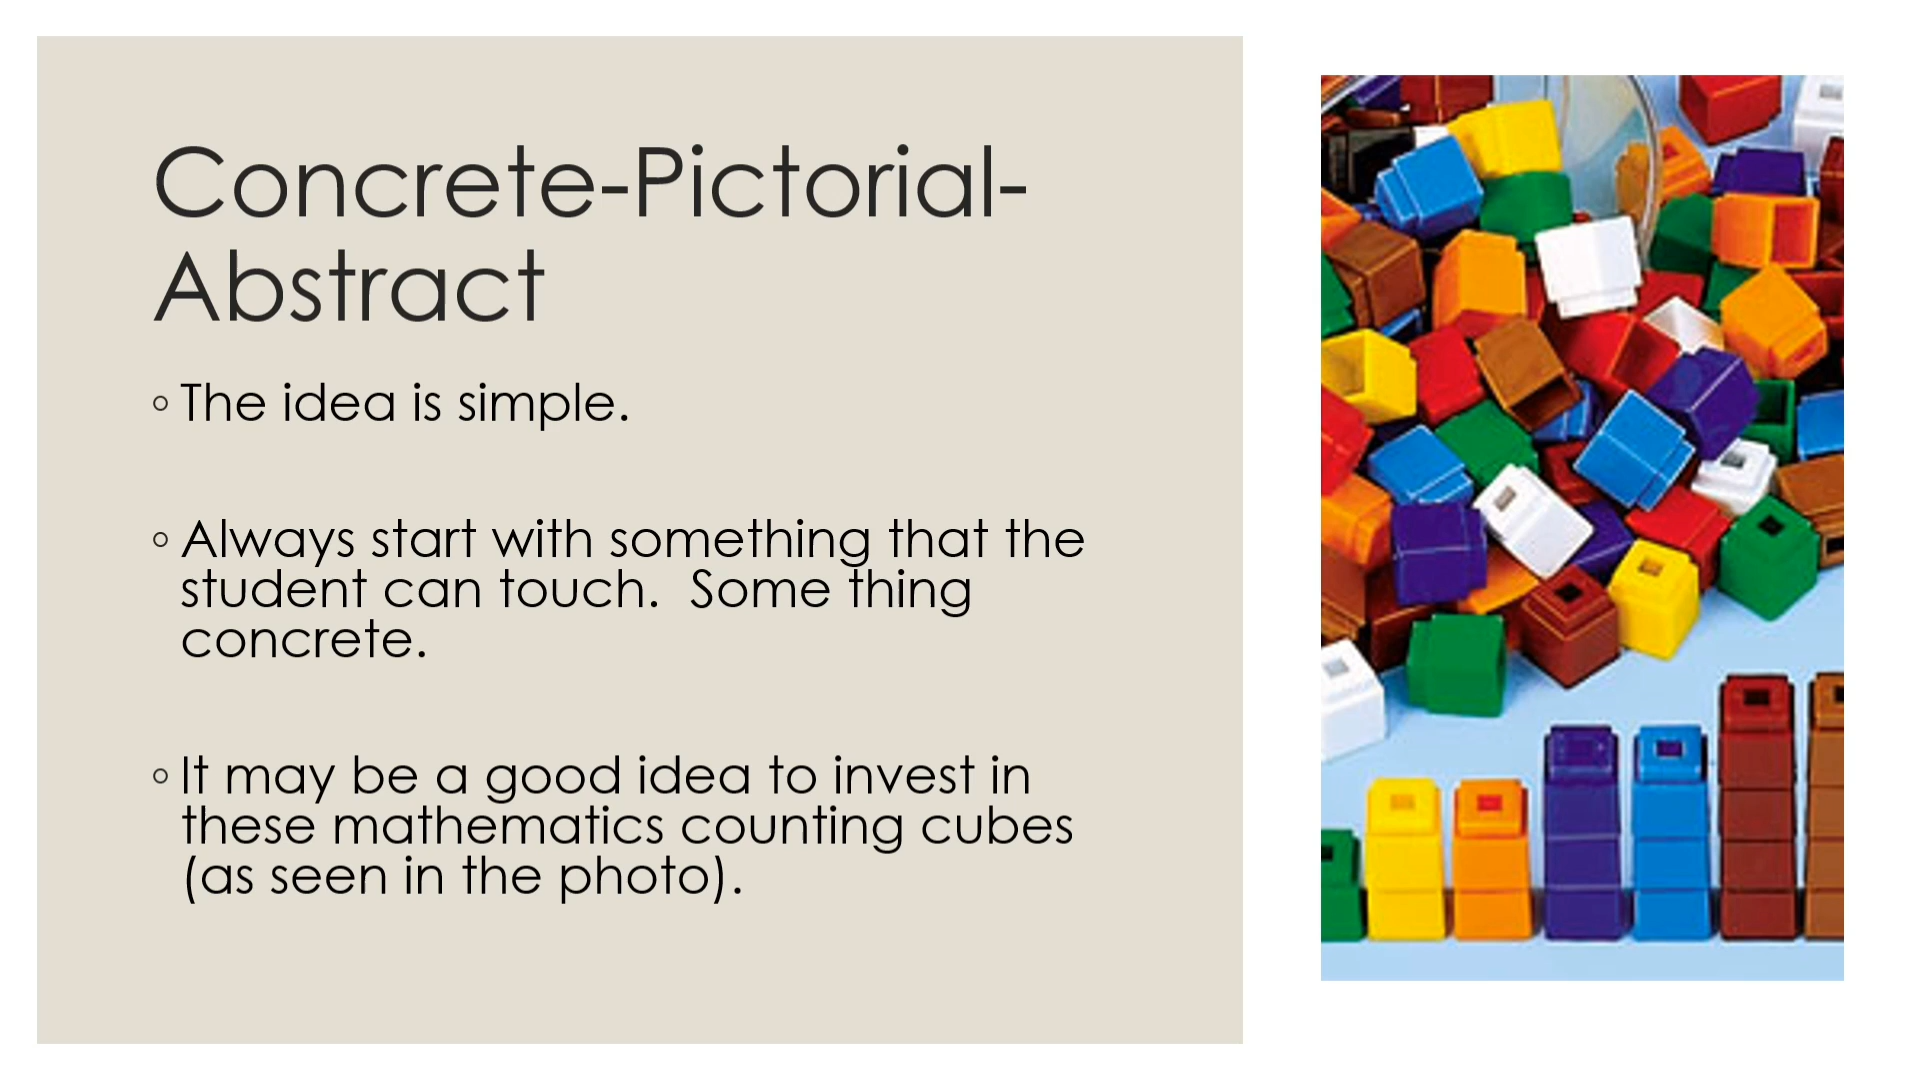 Concrete-Pictorial-
Abstract
◦ The idea is simple.
◦ Always start with something that the
student can touch.  Some thing
concrete.
◦ It may be a good idea to invest in
these mathematics counting cubes
(as seen in the photo).